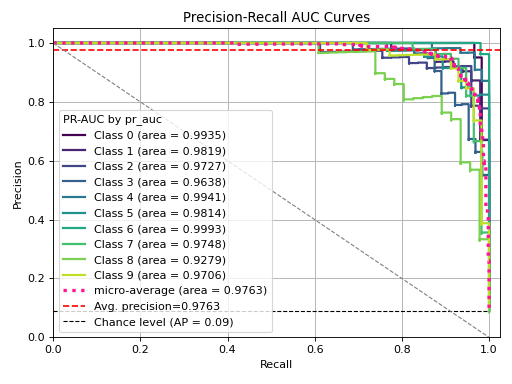 Precision-Recall AUC Curves
1.0
0.8
0.6
0.4
0.2
0.0
Precision
PR-AUC by pr_auc
Class 0 (area = 0.9935)
Class 1 (area = 0.9819)
Class 2 (area = 0.9727)
Class 3 (area = 0.9638)
Class 4 (area = 0.9941)
Class 5 (area = 0.9814)
Class 6 (area = 0.9993)
Class 7 (area = 0.9748)
Class 8 (area = 0.9279)
Class 9 (area = 0.9706)
micro-average (area = 0.9763)
Avg. precision=0.9763
Chance level (AP = 0.09)
0.0 0.2 0.4 0.6 0.8 1.0
Recall